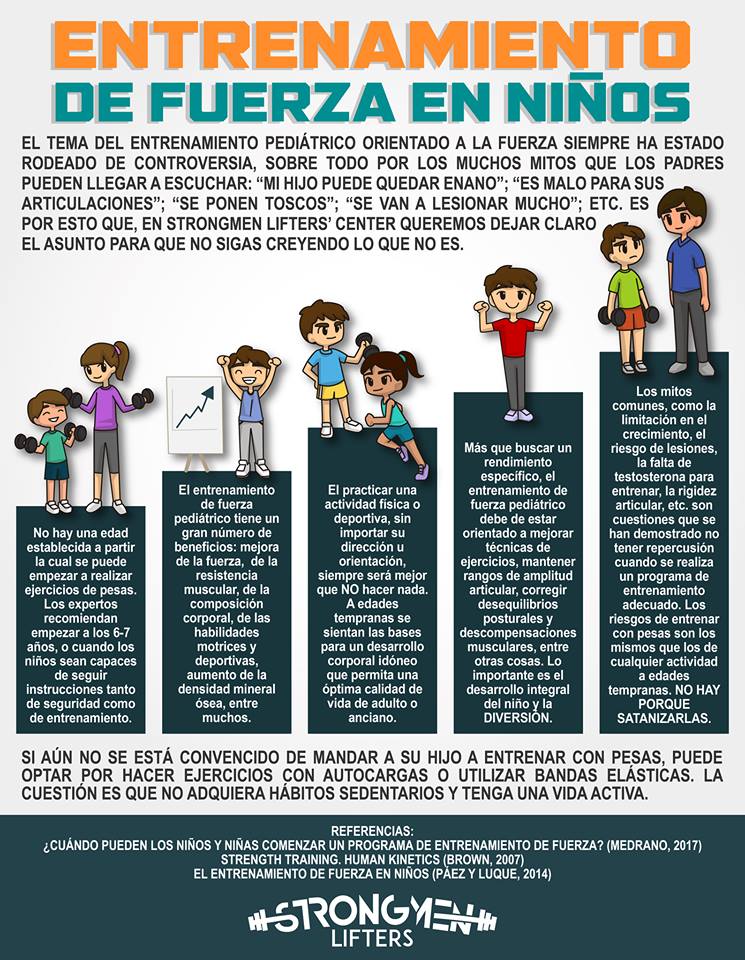 ENTRENAMIENTO
DE FUERZA EN NIÑOS
EL TEMA DEL ENTRENAMIENTO PEDIÁTRICO ORIENTADO A LA FUERZA SIEMPRE HA ESTADO
RODEADO DE CONTROVERSIA, SOBRE TODO POR LOS MUCHOS MITOS QUE LOS PADRES
PUEDEN LLEGAR A ESCUCHAR: “MI HIJO PUEDE QUEDAR ENANO”; “ES MALO PARA SUS
ARTICULACIONES”; “SE PONEN TOSCOS”; “SE VAN A LESIONAR MUCHO”; ETC. ES
POR ESTO QUE, EN STRONGMEN LIFTERS’ CENTER QUEREMOS DEJAR CLARO
EL ASUNTO PARA QUE NO SIGAS CREYENDO LO QUE NO ES.
No hay una edad
establecida a partir
la cual se puede
empezar a realizar
ejercicios de pesas.
Los expertos
recomiendan
empezar a los 6-7
años, o cuando los
niños sean capaces
de seguir
instrucciones tanto
de seguridad como
de entrenamiento.
El entrenamiento
de fuerza
pediátrico tiene un
gran número de
beneficios: mejora
de la fuerza, de la
resistencia
muscular, de la
composición
corporal, de las
habilidades
motrices y
deportivas,
aumento de la
densidad mineral
ósea, entre
muchos.
El practicar una
actividad física o
deportiva, sin
importar su
dirección u
orientación,
siempre será mejor
que NO hacer nada.
A edades
tempranas se
sientan las bases
para un desarrollo
corporal idóneo
que permita una
óptima calidad de
vida de adulto o
anciano.
Más que buscar un
rendimiento
específico, el
entrenamiento de
fuerza pediátrico
debe de estar
orientado a mejorar
técnicas de
ejercicios, mantener
rangos de amplitud
articular, corregir
desequilibrios
posturales y
descompensaciones
musculares, entre
otras cosas. Lo
importante es el
desarrollo integral
del niño y la
DIVERSIÓN.
Los mitos
comunes, como la
limitación en el
crecimiento, el
riesgo de lesiones,
la falta de
testosterona para
entrenar, la rigidez
articular, etc. son
cuestiones que se
han demostrado no
tener repercusión
cuando se realiza
un programa de
entrenamiento
adecuado. Los
riesgos de entrenar
con pesas son los
mismos que los de
cualquier actividad
a edades
tempranas. NO HAY
PORQUE
SATANIZARLAS.
SI AÚN NO SE ESTÁ CONVENCIDO DE MANDAR A SU HIJO A ENTRENAR CON PESAS, PUEDE
OPTAR POR HACER EJERCICIOS CON AUTOCARGAS O UTILIZAR BANDAS ELÁSTICAS. LA
CUESTIÓN ES QUE NO ADQUIERA HÁBITOS SEDENTARIOS Y TENGA UNA VIDA ACTIVA.
REFERENCIAS:
¿CUÁNDO PUEDEN LOS NIÑOS Y NIÑAS COMENZAR UN PROGRAMA DE ENTRENAMIENTO DE FUERZA? (MEDRANO, 2017)
STRENGTH TRAINING. HUMAN KINETICS (BROWN, 2007)
EL ENTRENAMIENTO DE FUERZA EN NIÑOS (PÁEZ Y LUQUE, 2014)
STRONGMEN
LIFTERS